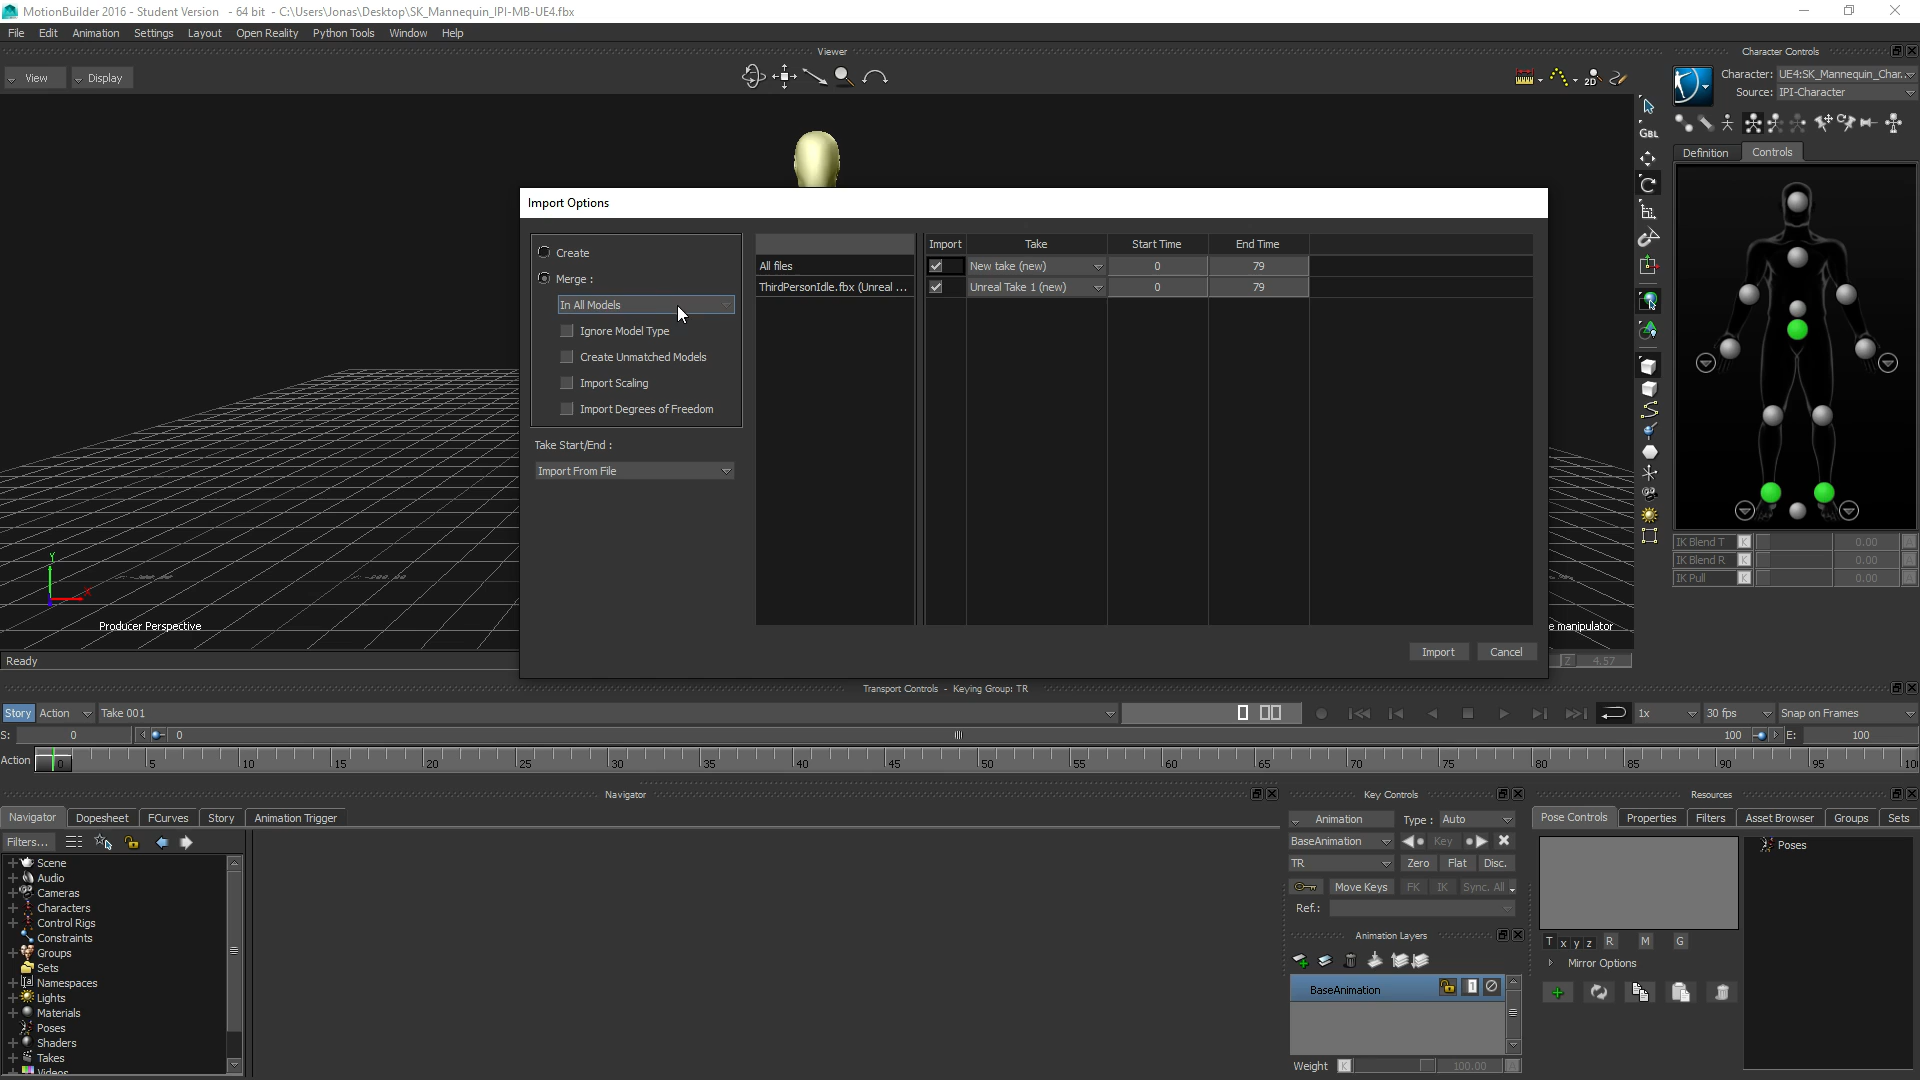 MotionBuilder 2016 - Student Version - 64 bit - C:\Users\Jonas\Desktop\SK_Mannequin_IPI-MB-UE4.fbx
File Edit Animation Settings Layout Open Reality Python Tools Window Help
Viewer
View Display
2D
Character Controls
Character: UE4:SK_Mannequin_Char...
Source: IPI-Character
GBL
Definition Controls
Import Options
Create
Merge :
In All Models
Ignore Model Type
Create Unmatched Models
Import Scaling
Import Degrees of Freedom
Take Start/End :
Import From File
Import Take Start Time End Time
All files New take (new) 0 79
ThirdPersonIdle.fbx (Unreal ... Unreal Take 1 (new) 0 79
Import Cancel
IK Blend T K 0.00 A
IK Blend R K 0.00 A
IK Pull K 0.00 A
Y
X
Producer Perspective
e manipulator
Ready
Z 4.57
Transport Controls - Keying Group: TR
Story Action Take 001 1x 30 fps Snap on Frames
S: 0 0 100 E: 100
Action 0 5 10 15 20 25 30 35 40 45 50 55 60 65 70 75 80 85 90 95 10
Navigator
Navigator Dopesheet FCurves Story Animation Trigger
Filters...
Scene
Audio
Cameras
Characters
Control Rigs
Constraints
Groups
Sets
Namespaces
Lights
Materials
Poses
Shaders
Takes
Videos
Key Controls
Animation Type : Auto
BaseAnimation Key
TR Zero Flat Disc.
Move Keys FK IK Sync. All
Ref.:
Animation Layers
BaseAnimation 1
Weight K 100.00 A
Resources
Pose Controls Properties Filters Asset Browser Groups Sets
Poses
T x y z R M G
Mirror Options